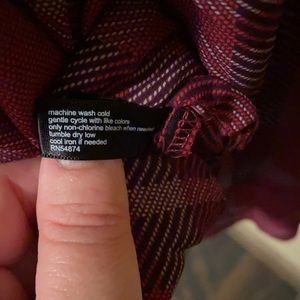 machine wash cold
gentle cycle with like colors
only non-chlorine bleach when needed
tumble dry low
cool iron if needed
RN54874